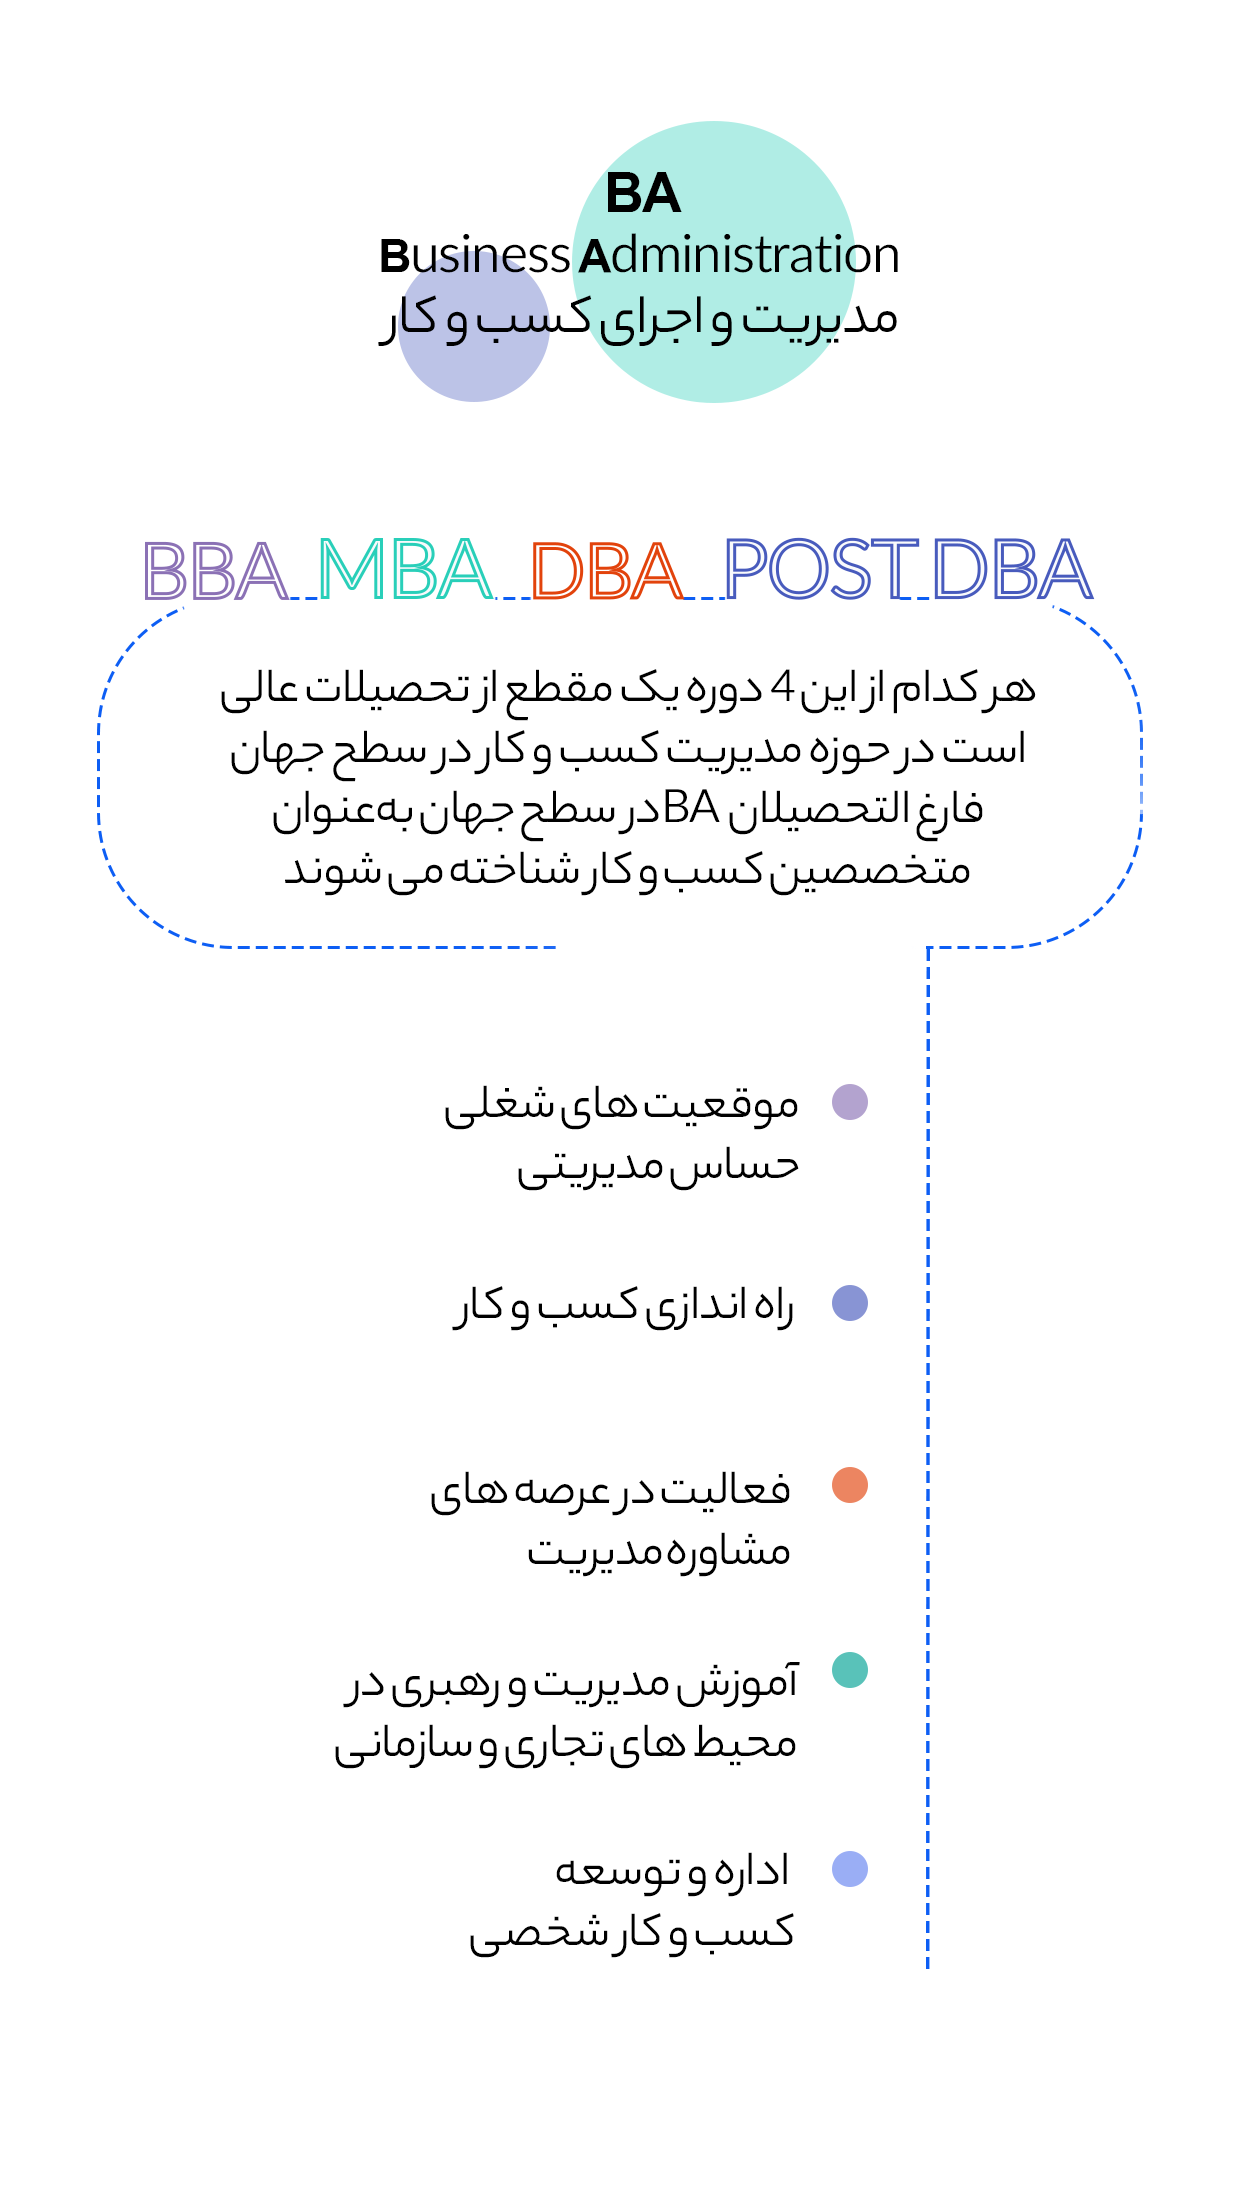 BA
Business Administration
مدیریت و اجرای کسب و کار
BBA MBA DBA POST DBA
هر کدام از این 4 دوره یک مقطع از تحصیلات عالی
است در حوزه مدیریت کسب و کار در سطح جهان
فارغ التحصیلان BA در سطح جهان به‌عنوان
متخصصین کسب و کار شناخته می شوند
موقعیت های شغلی
حساس مدیریتی
راه اندازی کسب و کار
فعالیت در عرصه های
مشاوره مدیریت
آموزش مدیریت و رهبری در
محیط های تجاری و سازمانی
اداره و توسعه
کسب و کار شخصی